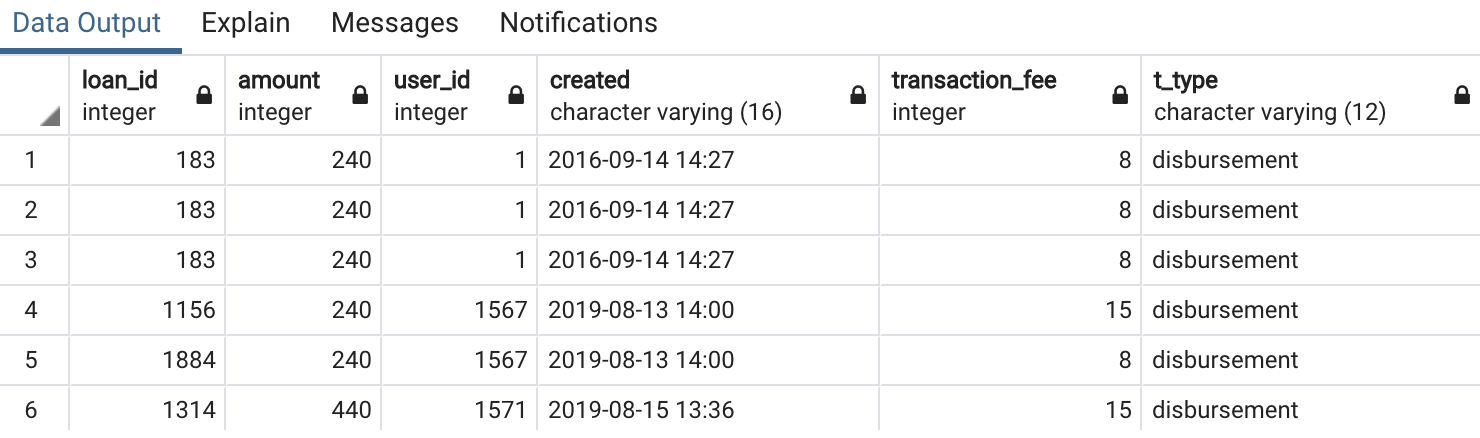 Data Output Explain Messages Notifications
loan_id amount user_id created transaction_fee t_type
integer integer integer character varying (16) integer character varying (12)
1 183 240 1 2016-09-14 14:27 8 disbursement
2 183 240 1 2016-09-14 14:27 8 disbursement
3 183 240 1 2016-09-14 14:27 8 disbursement
4 1156 240 1567 2019-08-13 14:00 15 disbursement
5 1884 240 1567 2019-08-13 14:00 8 disbursement
6 1314 440 1571 2019-08-15 13:36 15 disbursement